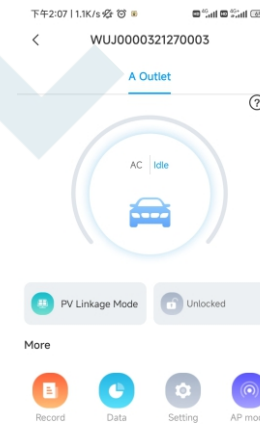 下午2:07 | 1.1K/s
WUJ0000321270003
A Outlet
?
AC | Idle
PV Linkage Mode
Unlocked
More
Record Data Setting AP mod